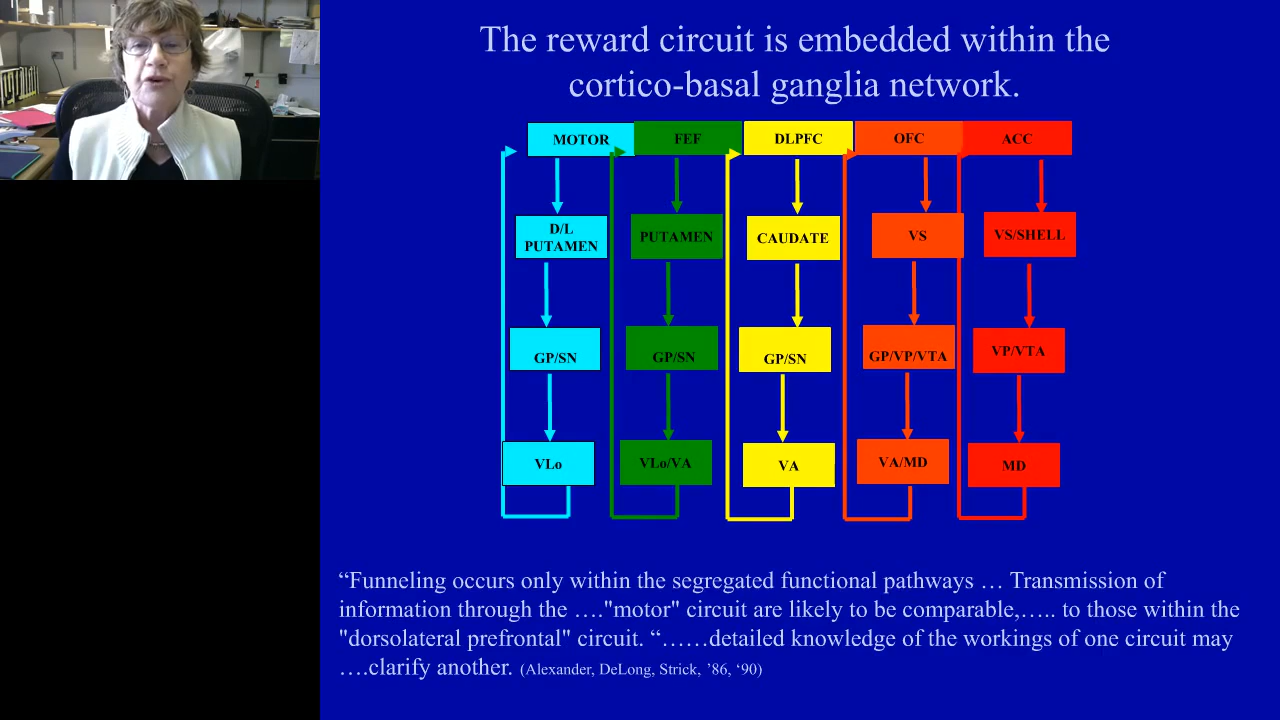 The reward circuit is embedded within the
cortico-basal ganglia network.
MOTOR FEF DLPFC OFC ACC
D/L
PUTAMEN PUTAMEN CAUDATE VS VS/SHELL
GP/SN GP/SN GP/SN GP/VP/VTA VP/VTA
VLo VLo/VA VA VA/MD MD
“Funneling occurs only within the segregated functional pathways … Transmission of
information through the …."motor" circuit are likely to be comparable,….. to those within the
"dorsolateral prefrontal" circuit. “……detailed knowledge of the workings of one circuit may
….clarify another. (Alexander, DeLong, Strick, ’86, ‘90)